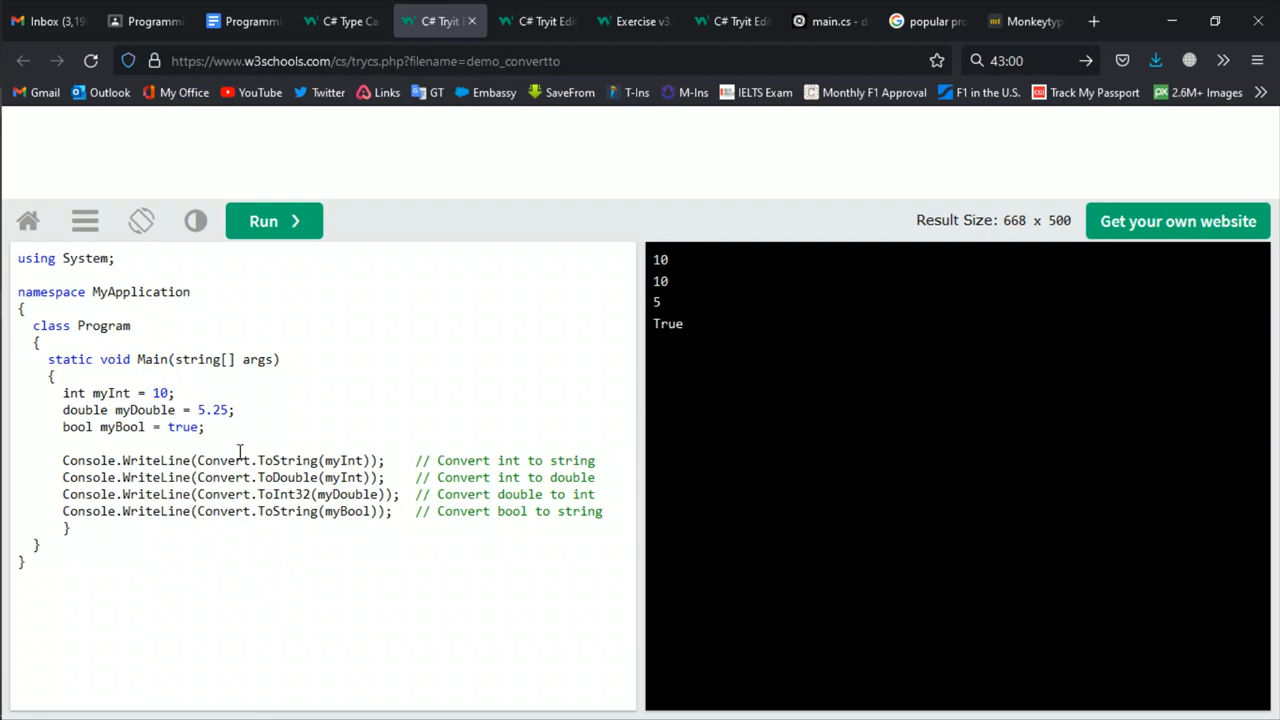 Inbox (3,19
Programmi
Programmi
C# Type Ca
C# Tryit E
C# Tryit Edi
Exercise v3.
C# Tryit Edi
main.cs - d
popular pro
Monkeytyp
https://www.w3schools.com/cs/trycs.php?filename=demo_convertto
43:00
Gmail
Outlook
My Office
YouTube
Twitter
Links
GT
Embassy
SaveFrom
T-Ins
M-Ins
IELTS Exam
Monthly F1 Approval
F1 in the U.S.
CGI
Track My Passport
px
2.6M+ Images
Run ❯
Result Size: 668 x 500
Get your own website
using System;
namespace MyApplication
{
class Program
{
static void Main(string[] args)
{
int myInt = 10;
double myDouble = 5.25;
bool myBool = true;
Console.WriteLine(Convert.ToString(myInt));    // Convert int to string
Console.WriteLine(Convert.ToDouble(myInt));    // Convert int to double
Console.WriteLine(Convert.ToInt32(myDouble));  // Convert double to int
Console.WriteLine(Convert.ToString(myBool));   // Convert bool to string
}
}
}
10
10
5
True